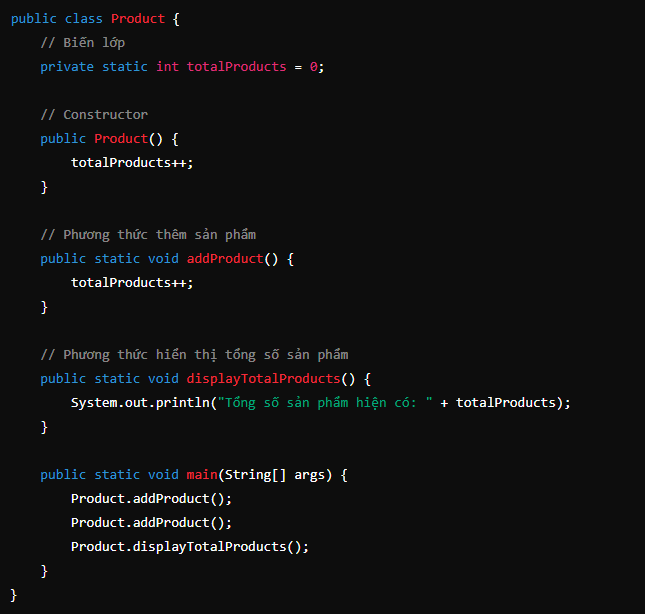 public class Product {
// Biến lớp
private static int totalProducts = 0;
// Constructor
public Product() {
totalProducts++;
}
// Phương thức thêm sản phẩm
public static void addProduct() {
totalProducts++;
}
// Phương thức hiển thị tổng số sản phẩm
public static void displayTotalProducts() {
System.out.println("Tổng số sản phẩm hiện có: " + totalProducts);
}
public static void main(String[] args) {
Product.addProduct();
Product.addProduct();
Product.displayTotalProducts();
}
}